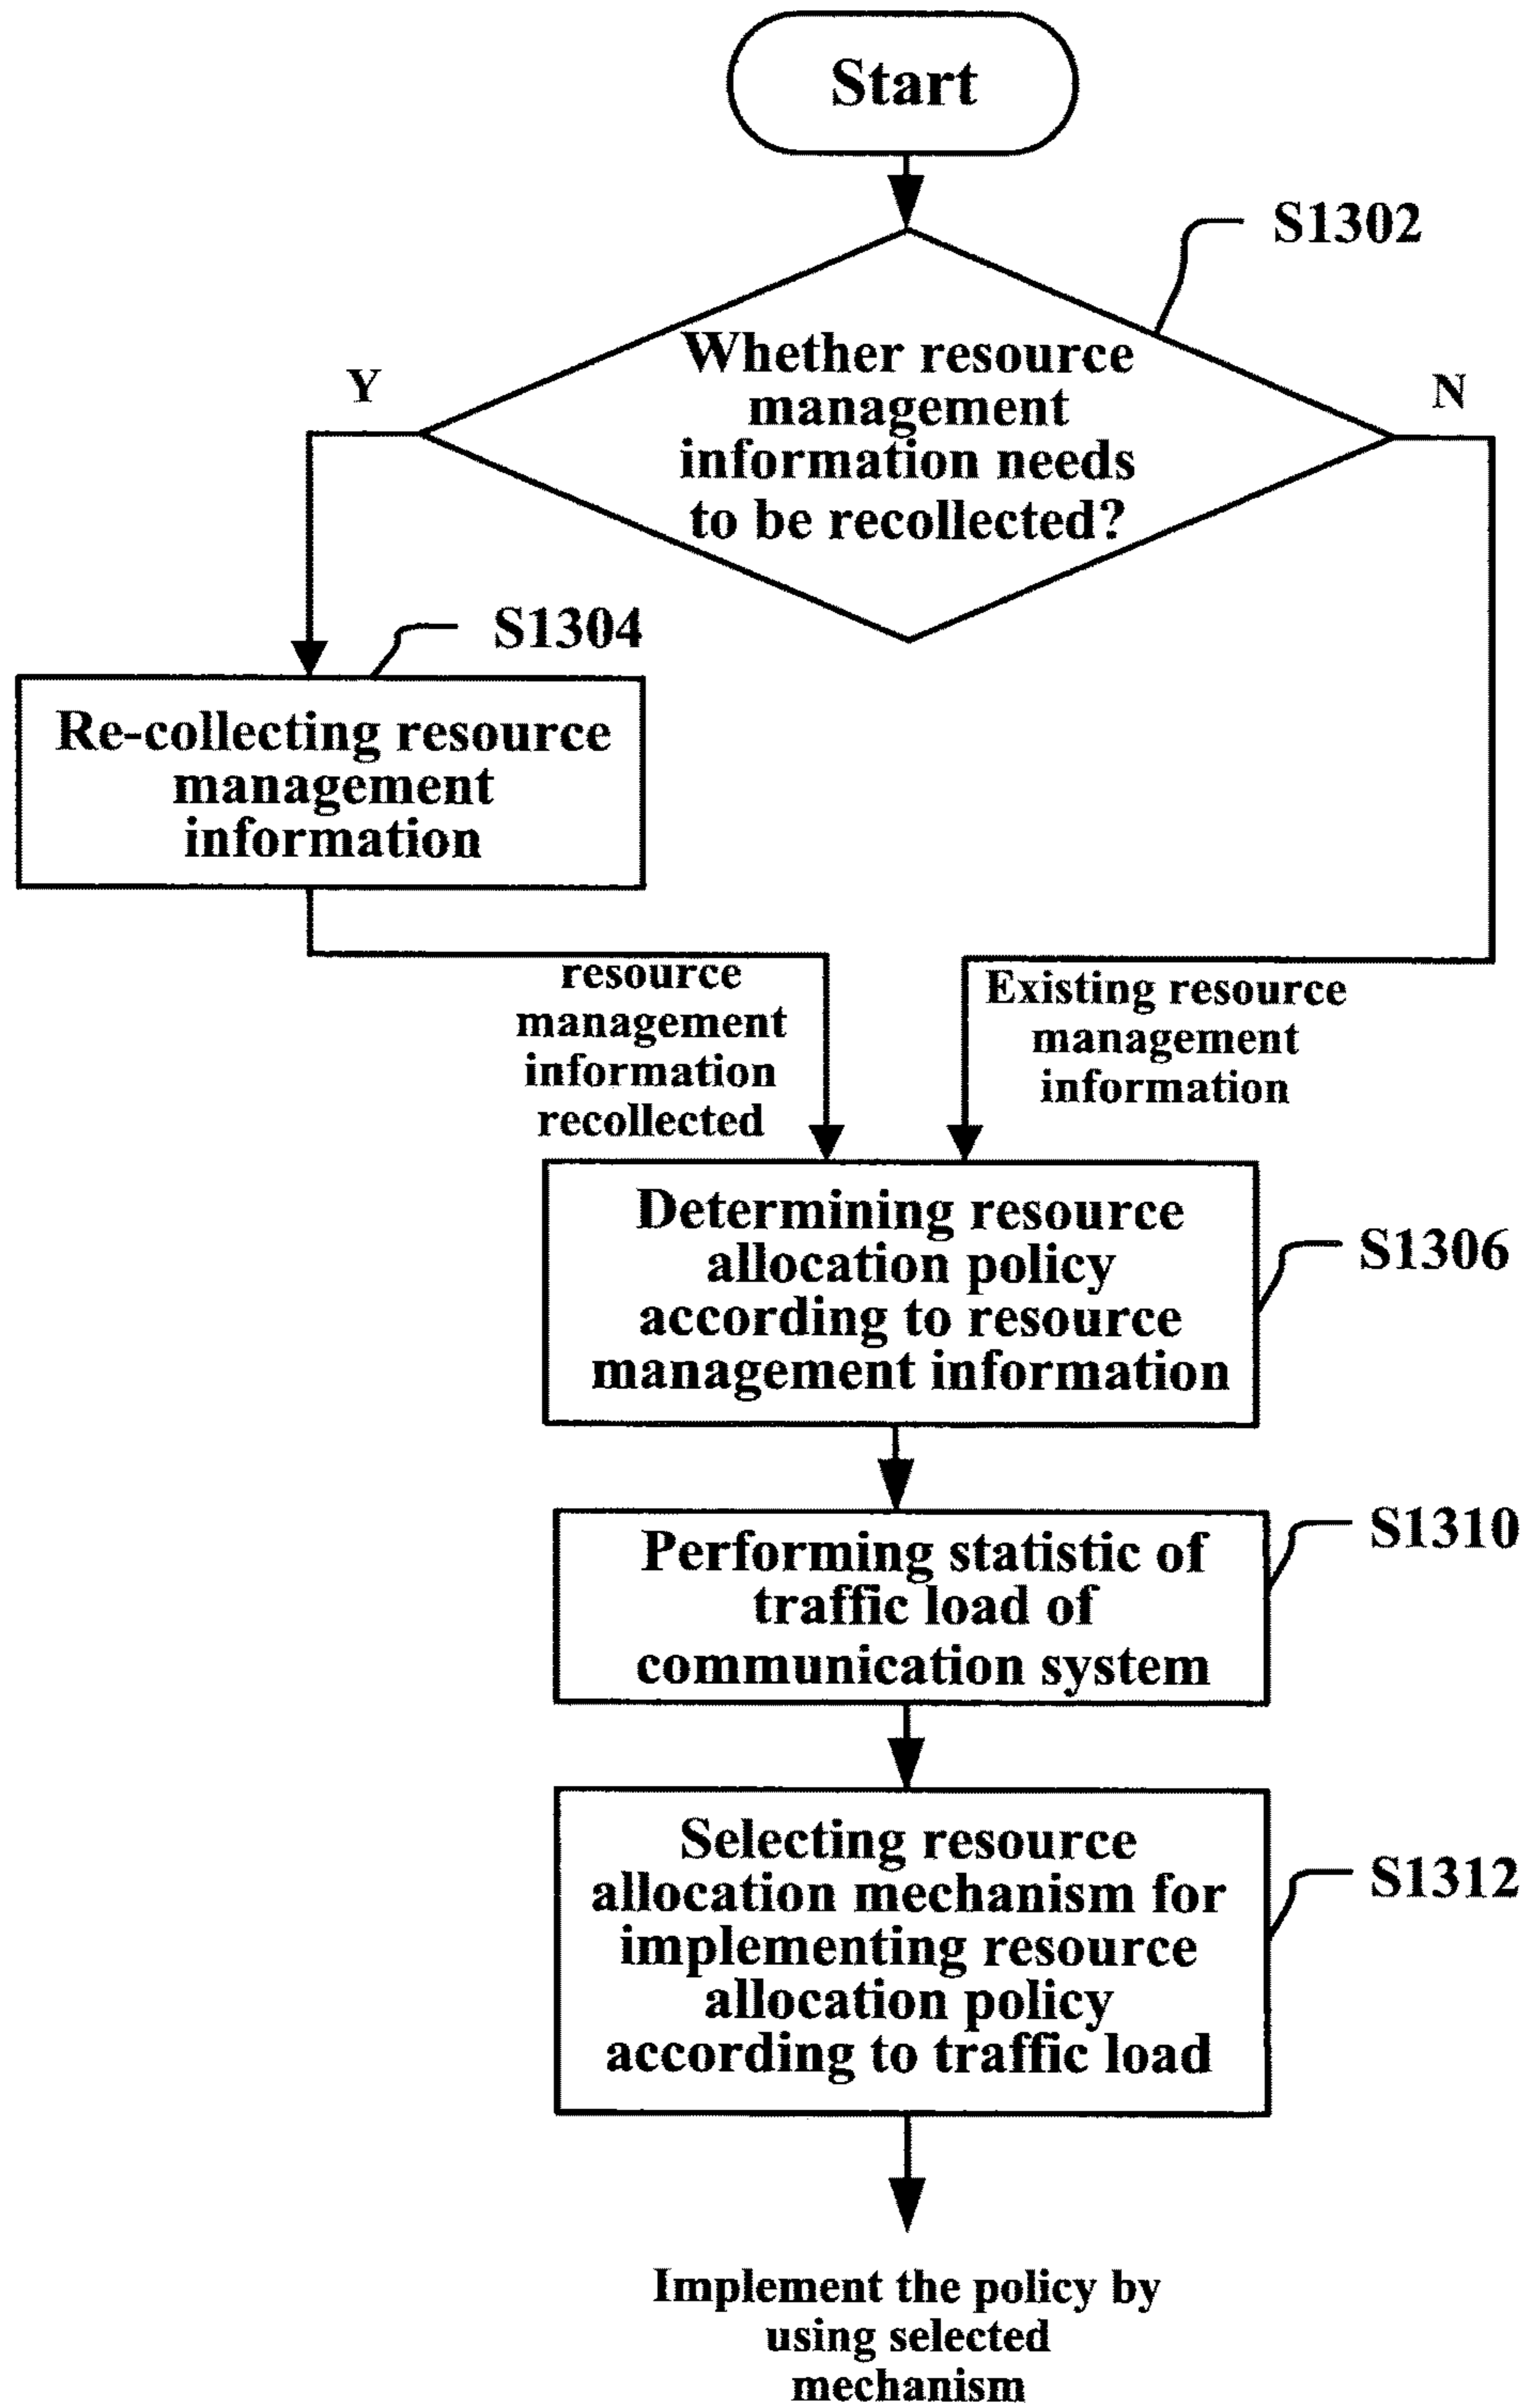 Start
S1302
Whether resource
management
information needs
to be recollected?
Y
N
S1304
Re-collecting resource
management
information
resource
management
information
recollected
Existing resource
management
information
Determining resource
allocation policy
according to resource
management information
S1306
Performing statistic of
traffic load of
communication system
S1310
Selecting resource
allocation mechanism for
implementing resource
allocation policy
according to traffic load
S1312
Implement the policy by
using selected
mechanism